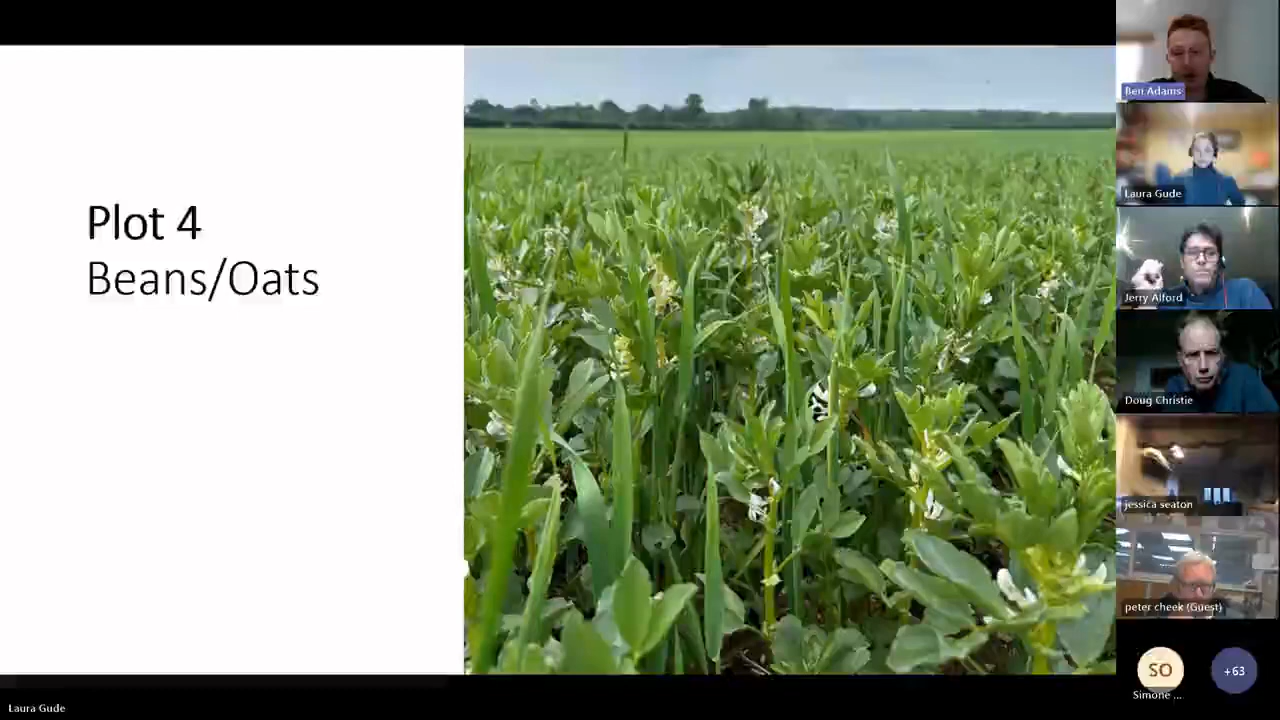 Plot 4
Beans/Oats
Ben Adams
Laura Gude
Jerry Alford
Doug Christie
jessica seaton
peter cheek (Guest)
SO
+63
Simone ...
Laura Gude